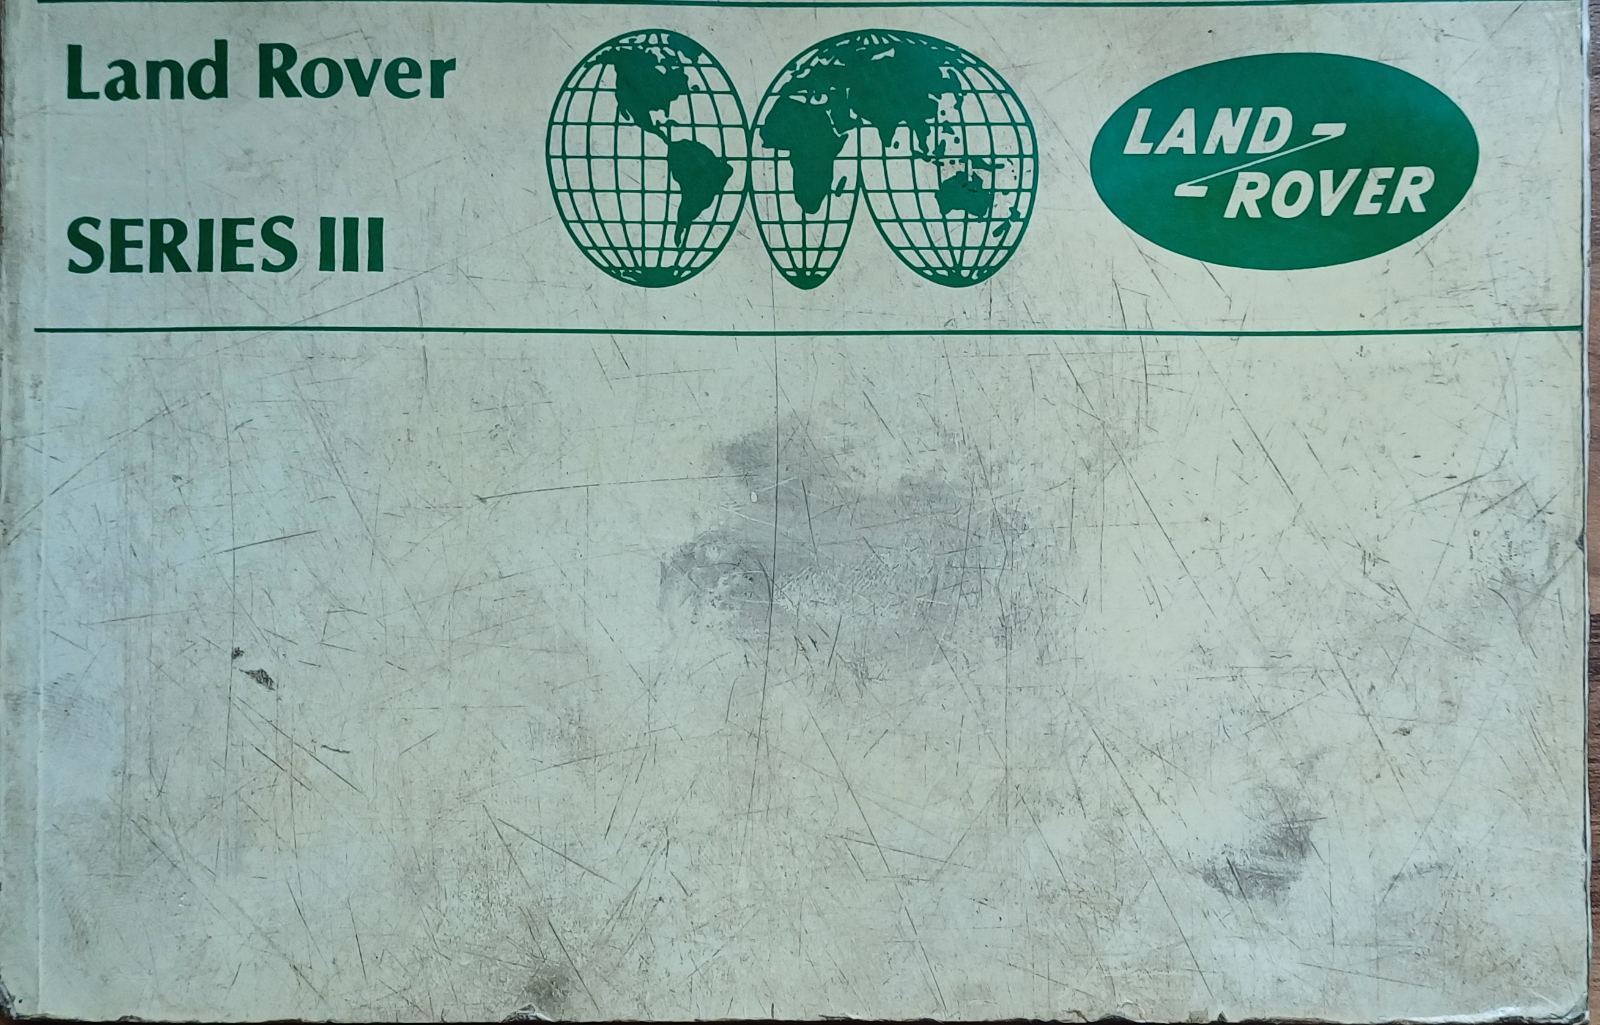 Land Rover
SERIES III
LAND
ROVER